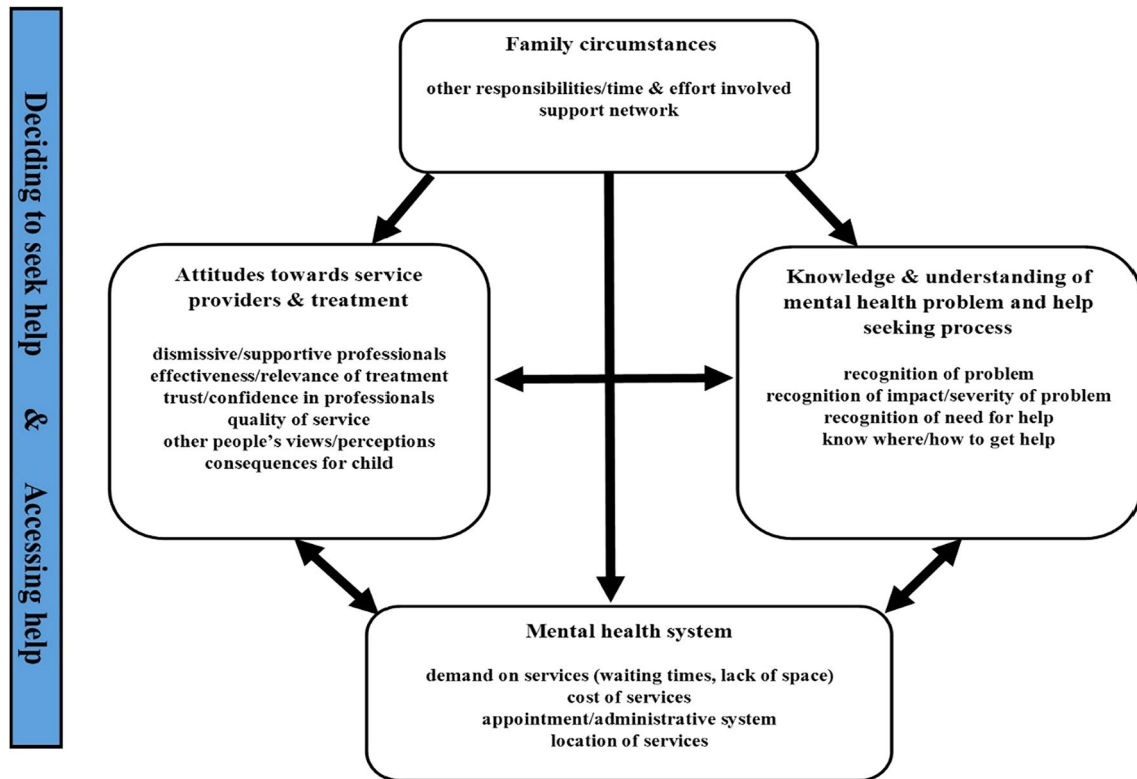 Deciding to seek help & Accessing help
Family circumstances
other responsibilities/time & effort involved
support network
Attitudes towards service
providers & treatment
dismissive/supportive professionals
effectiveness/relevance of treatment
trust/confidence in professionals
quality of service
other people’s views/perceptions
consequences for child
Knowledge & understanding of
mental health problem and help
seeking process
recognition of problem
recognition of impact/severity of problem
recognition of need for help
know where/how to get help
Mental health system
demand on services (waiting times, lack of space)
cost of services
appointment/administrative system
location of services